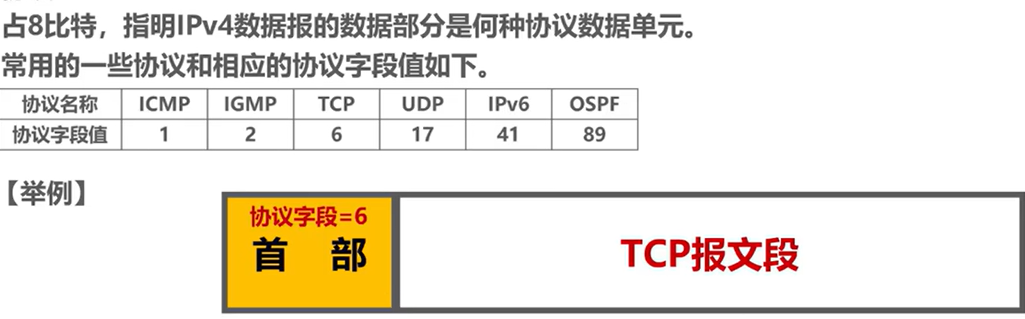 占8比特，指明IPv4数据报的数据部分是何种协议数据单元。
常用的一些协议和相应的协议字段值如下。
协议名称 ICMP IGMP TCP UDP IPv6 OSPF
协议字段值 1 2 6 17 41 89
【举例】
协议字段=6
首 部
TCP报文段